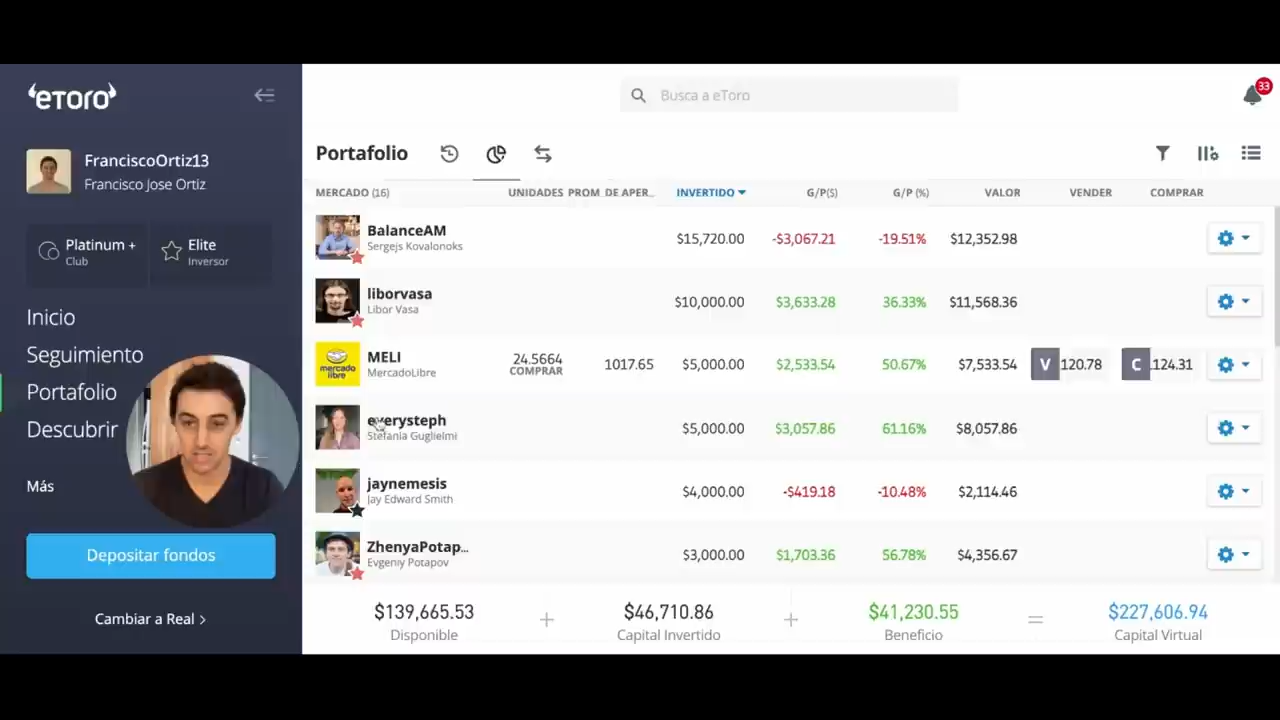 eToro
Busca a eToro
33
FranciscoOrtiz13
Francisco Jose Ortiz
Platinum +
Club
Elite
Inversor
Inicio
Seguimiento
Portafolio
Descubrir
Más
Depositar fondos
Cambiar a Real >
Portafolio
MERCADO (16) UNIDADES PROM. DE APER... INVERTIDO G/P($) G/P (%) VALOR VENDER COMPRAR
BalanceAM
Sergejs Kovalonoks
$15,720.00 -$3,067.21 -19.51% $12,352.98
liborvasa
Libor Vasa
$10,000.00 $3,633.28 36.33% $11,568.36
mercado
libre
MELI
MercadoLibre
24.5664
COMPRAR
1017.65 $5,000.00 $2,533.54 50.67% $7,533.54 V 120.78 C 124.31
everysteph
Stefania Guglielmi
$5,000.00 $3,057.86 61.16% $8,057.86
jaynemesis
Jay Edward Smith
$4,000.00 -$419.18 -10.48% $2,114.46
ZhenyaPotap...
Evgeniy Potapov
$3,000.00 $1,703.36 56.78% $4,356.67
$139,665.53 + $46,710.86 + $41,230.55 = $227,606.94
Disponible Capital Invertido Beneficio Capital Virtual